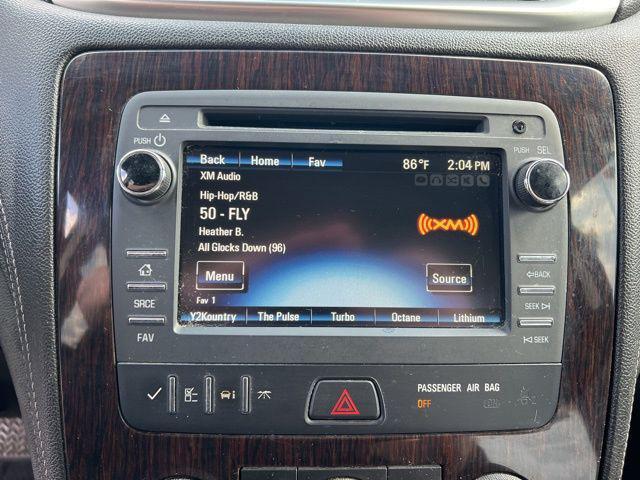 PUSH
PUSH SEL
Back Home Fav 86°F 2:04 PM
XM Audio
Hip-Hop/R&B
50 - FLY
Heather B.
All Glocks Down (96)
((XM))
Menu Source
Fav 1
Y2Kountry The Pulse Turbo Octane Lithium
SRCE
FAV
BACK
SEEK
SEEK
PASSENGER AIR BAG
OFF ON